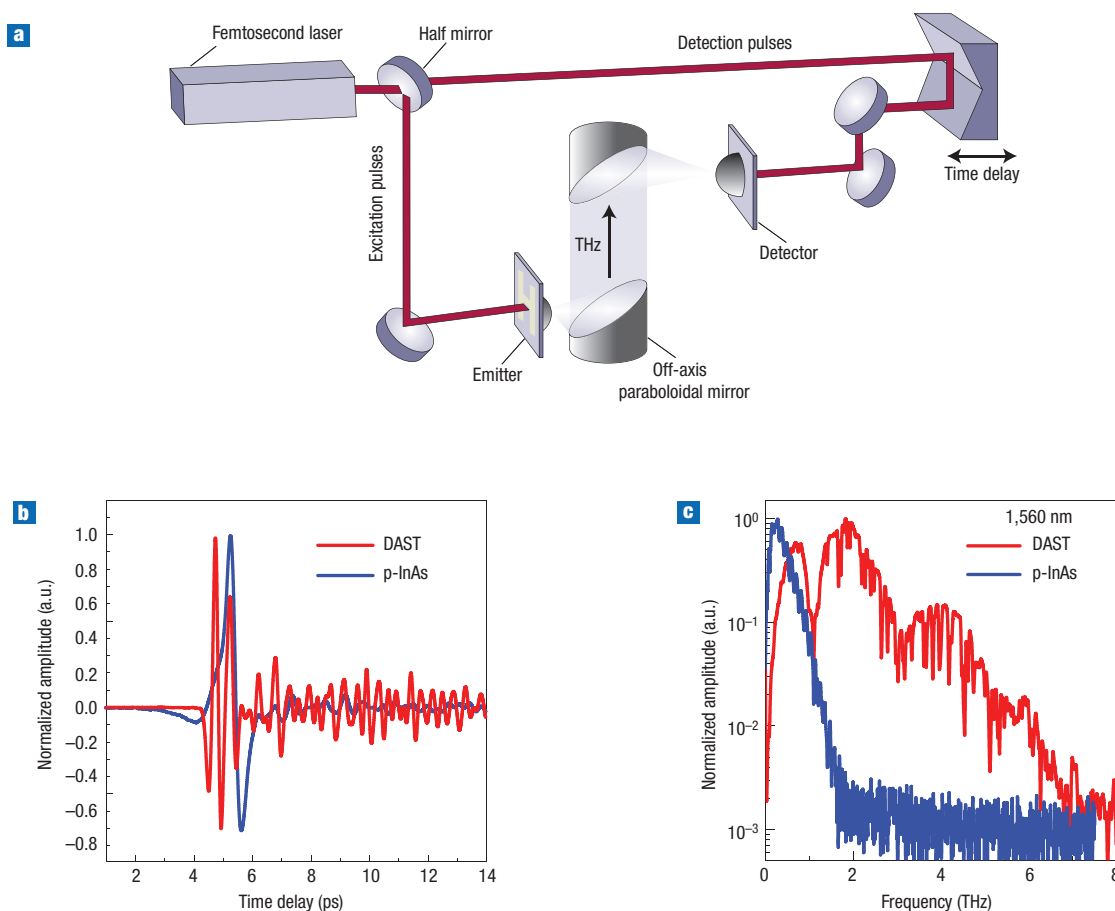 a
Femtosecond laser
Half mirror
Detection pulses
Excitation pulses
Time delay
THz
Detector
Emitter
Off-axis
paraboloidal mirror
b
Normalized amplitude (a.u.)
1.0
0.8
0.6
0.4
0.2
0.0
–0.2
–0.4
–0.6
–0.8
DAST
p-InAs
2 4 6 8 10 12 14
Time delay (ps)
c
Normalized amplitude (a.u.)
10⁰
10⁻¹
10⁻²
10⁻³
1,560 nm
DAST
p-InAs
0 2 4 6 8
Frequency (THz)